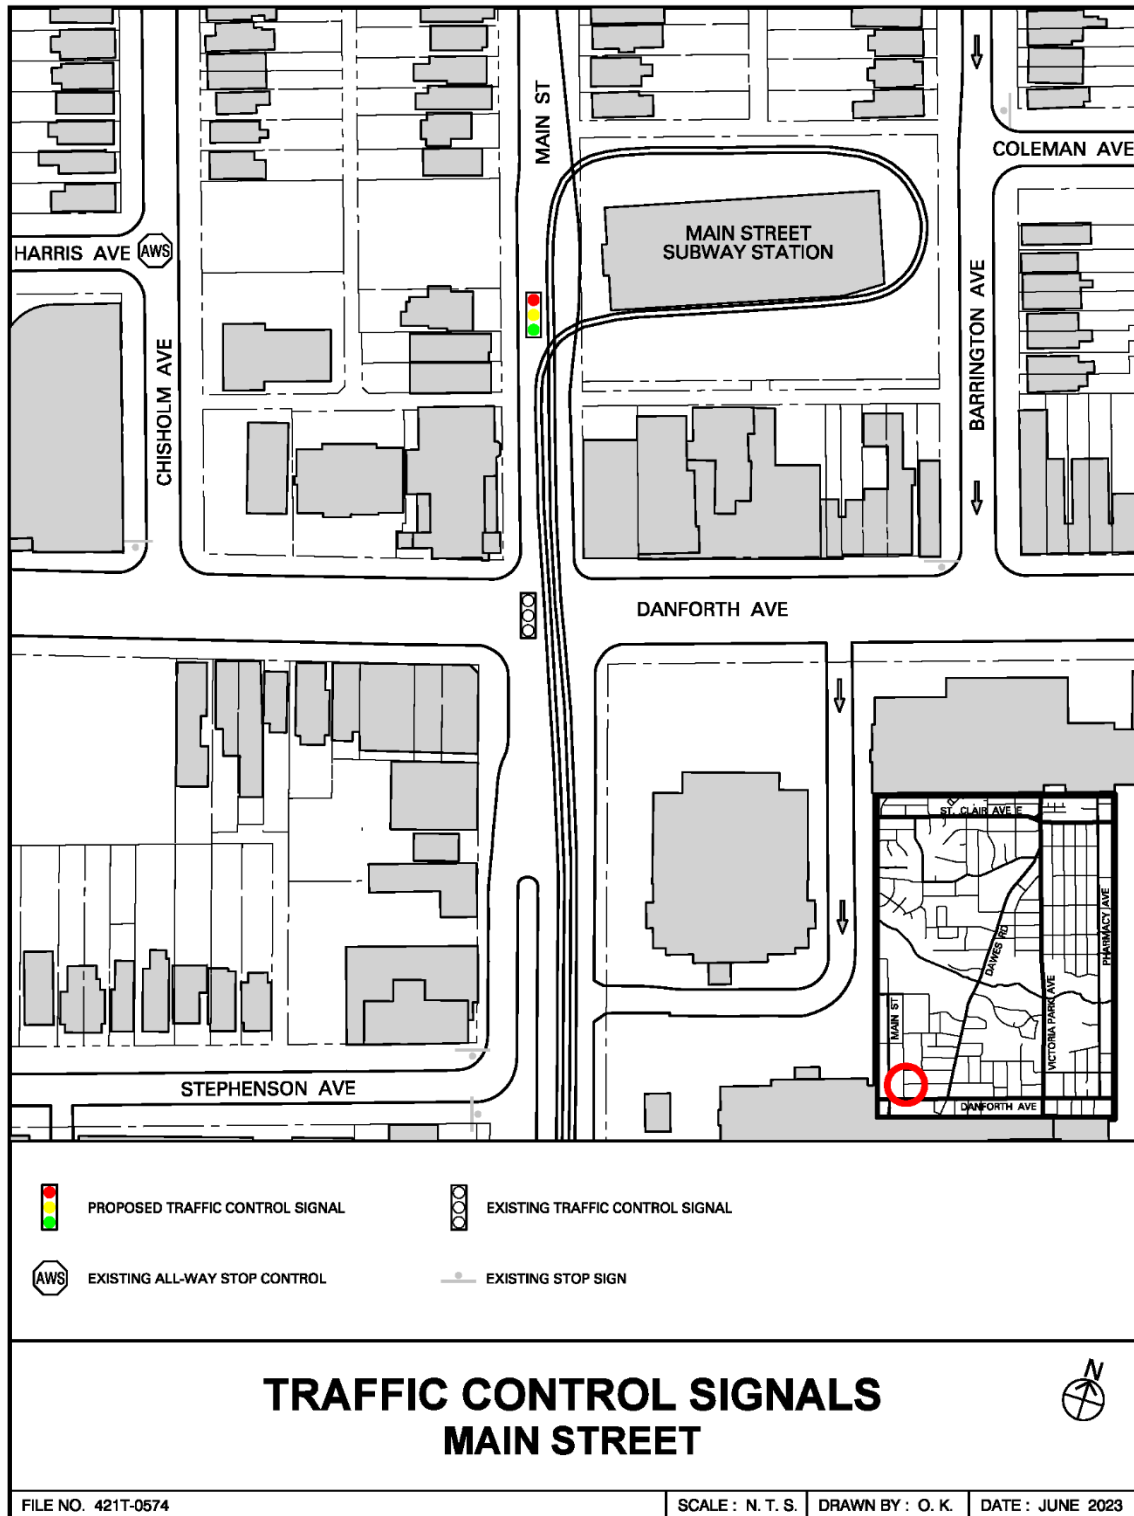 MAIN ST
COLEMAN AVE
MAIN STREET
SUBWAY STATION
HARRIS AVE
AWS
CHISHOLM AVE
BARRINGTON AVE
DANFORTH AVE
STEPHENSON AVE
ST. CLAIR AVE E
DAWES RD
PHARMACY AVE
VICTORIA PARK AVE
MAIN ST
DANFORTH AVE
PROPOSED TRAFFIC CONTROL SIGNAL
EXISTING TRAFFIC CONTROL SIGNAL
AWS
EXISTING ALL-WAY STOP CONTROL
EXISTING STOP SIGN
TRAFFIC CONTROL SIGNALS
MAIN STREET
N
FILE NO. 421T-0574
SCALE : N. T. S.
DRAWN BY : O. K.
DATE : JUNE 2023